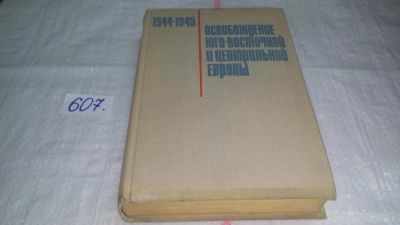 607.
1944-1945
ОСВОБОЖДЕНИЕ
ЮГО-ВОСТОЧНОЙ
И ЦЕНТРАЛЬНОЙ
ЕВРОПЫ